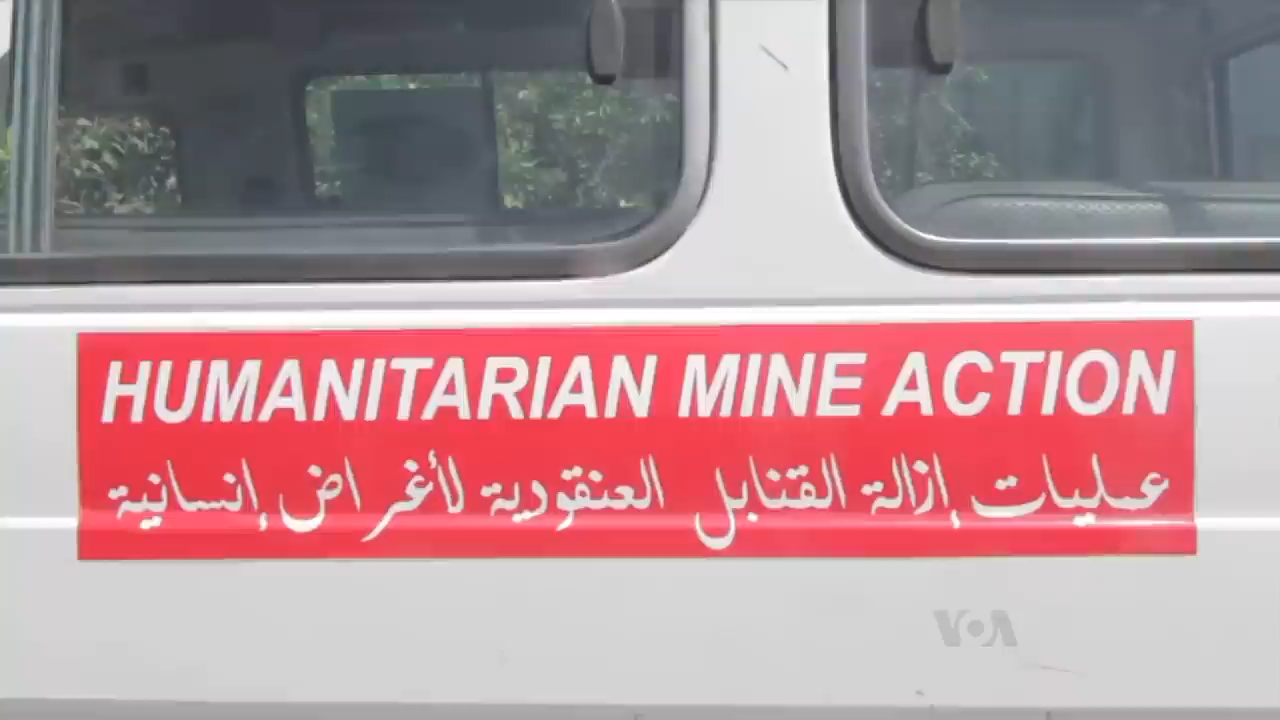 HUMANITARIAN MINE ACTION
عمليات إزالة القنابل العنقودية لأغراض إنسانية
VOA